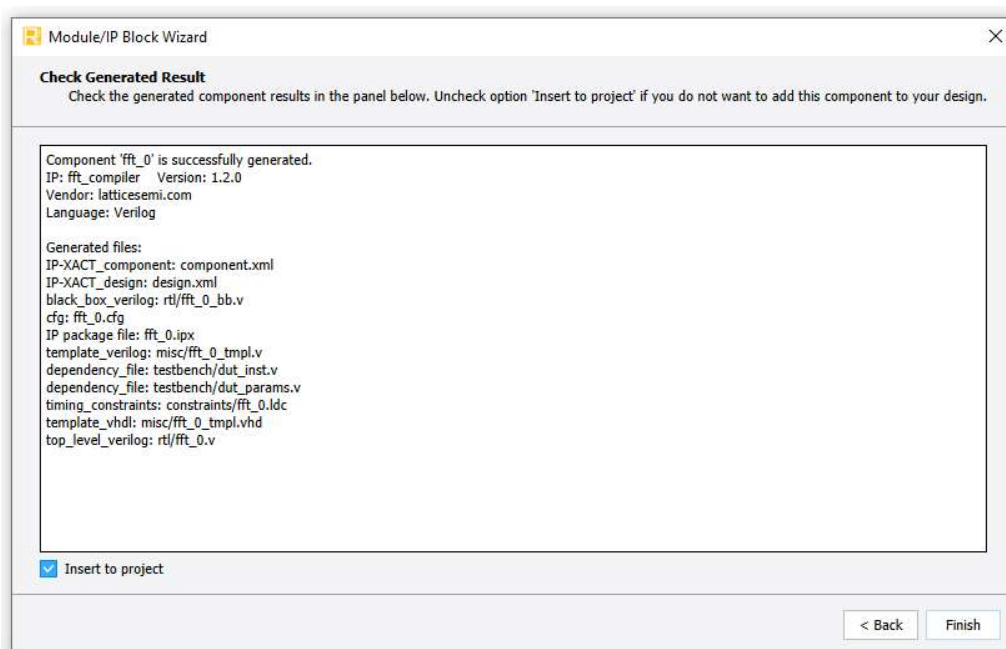 Module/IP Block Wizard
Check Generated Result
Check the generated component results in the panel below. Uncheck option 'Insert to project' if you do not want to add this component to your design.
Component 'fft_0' is successfully generated.
IP: fft_compiler Version: 1.2.0
Vendor: latticesemi.com
Language: Verilog
Generated files:
IP-XACT_component: component.xml
IP-XACT_design: design.xml
black_box_verilog: rtl/fft_0_bb.v
cfg: fft_0.cfg
IP package file: fft_0.ipx
template_verilog: misc/fft_0_tmpl.v
dependency_file: testbench/dut_inst.v
dependency_file: testbench/dut_params.v
timing_constraints: constraints/fft_0.ldc
template_vhdl: misc/fft_0_tmpl.vhd
top_level_verilog: rtl/fft_0.v
Insert to project
< Back Finish